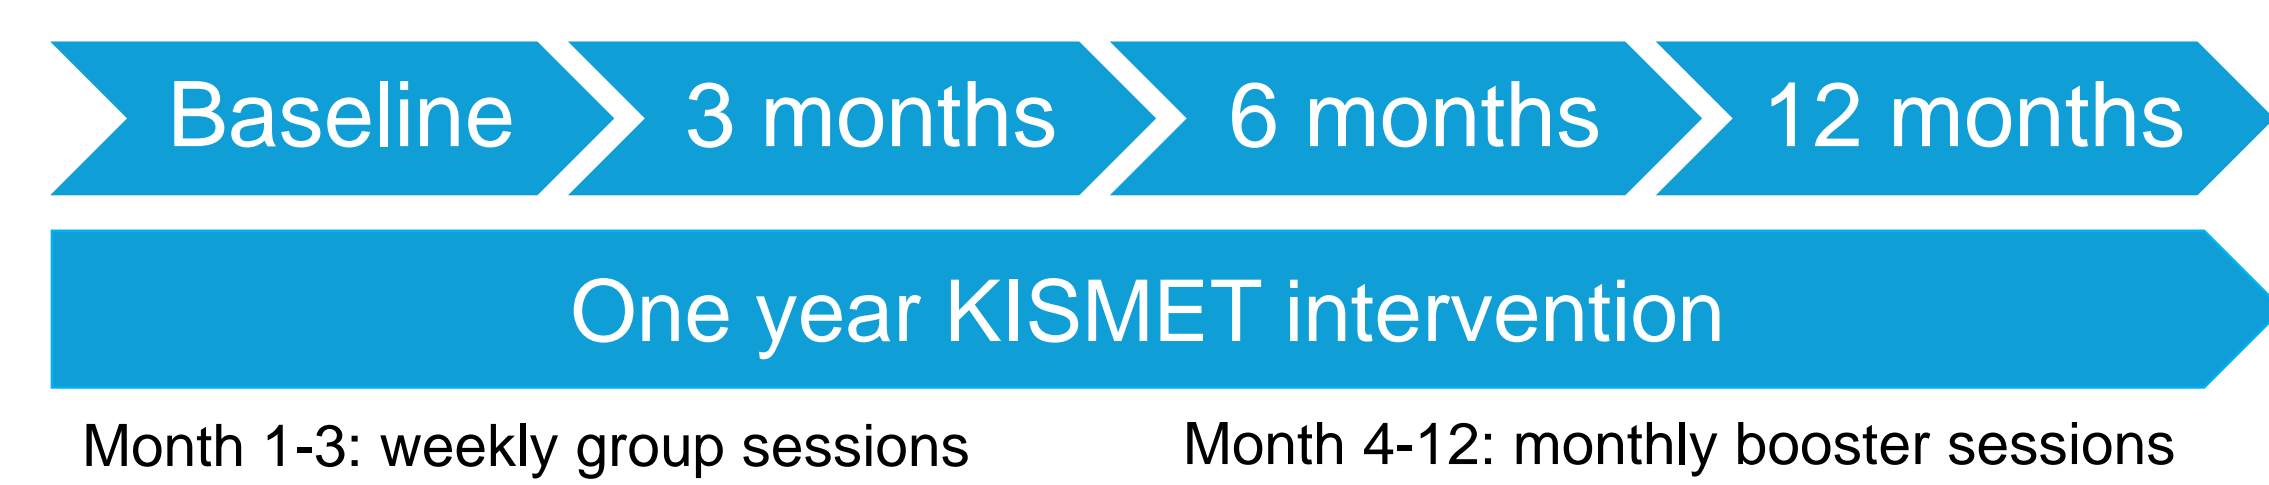 Baseline 3 months 6 months 12 months
One year KISMET intervention
Month 1-3: weekly group sessions Month 4-12: monthly booster sessions